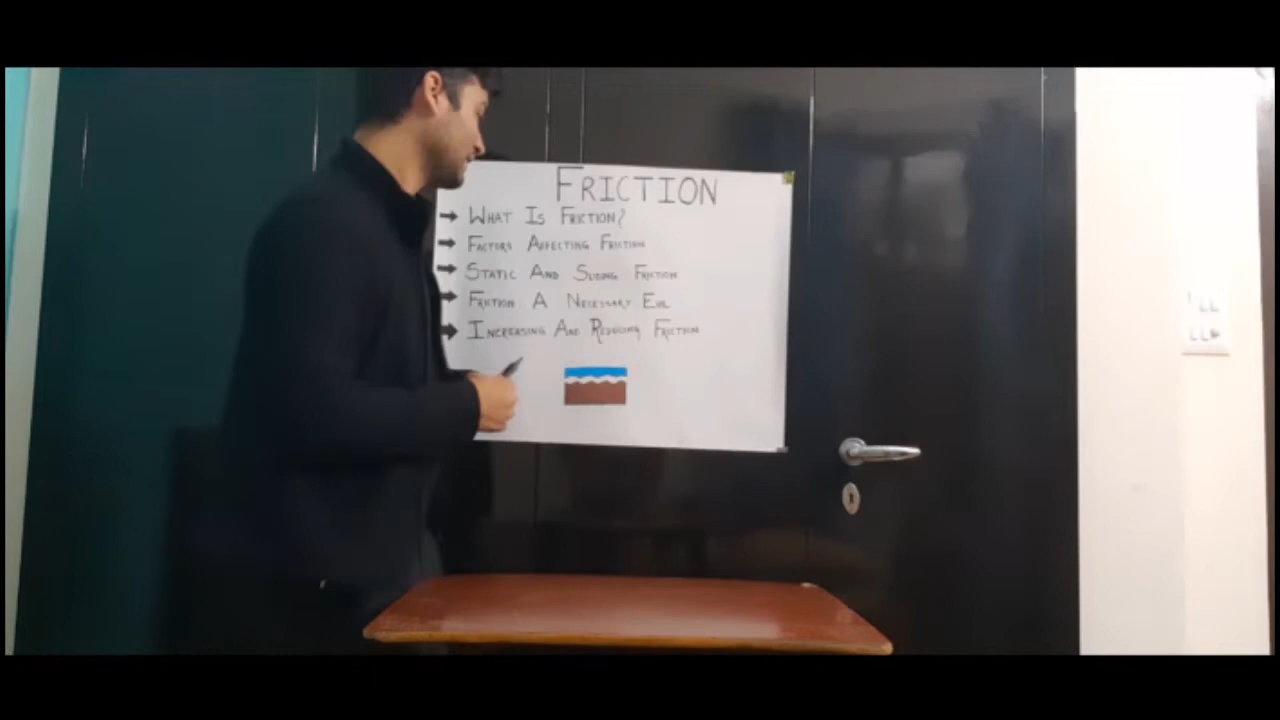 FRICTION
→ WHAT IS FRICTION?
→ FACTORS AFFECTING FRICTION
→ STATIC AND SLIDING FRICTION
→ FRICTION A NECESSARY EVIL
→ INCREASING AND REDUCING FRICTION